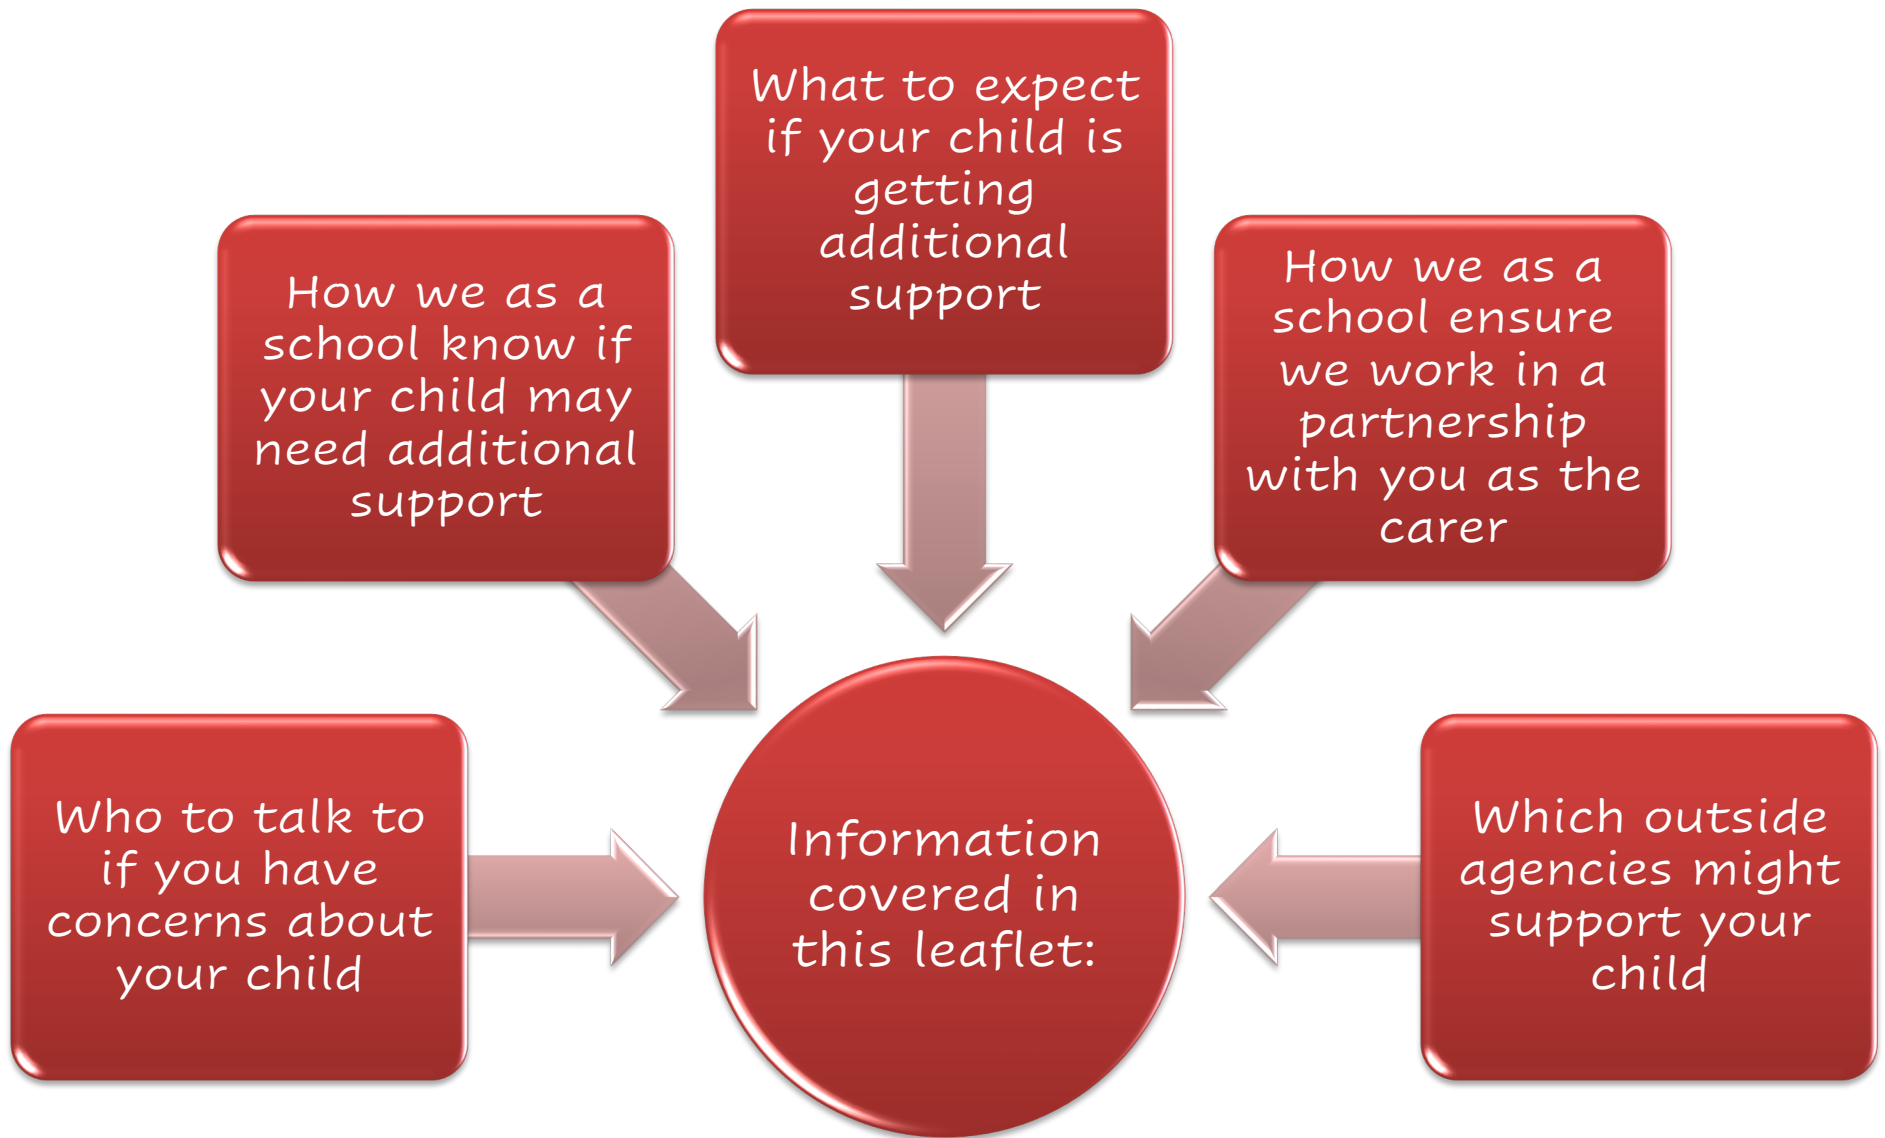 Who to talk to
if you have
concerns about
your child
How we as a
school know if
your child may
need additional
support
What to expect
if your child is
getting
additional
support
How we as a
school ensure
we work in a
partnership
with you as the
carer
Which outside
agencies might
support your
child
Information
covered in
this leaflet: